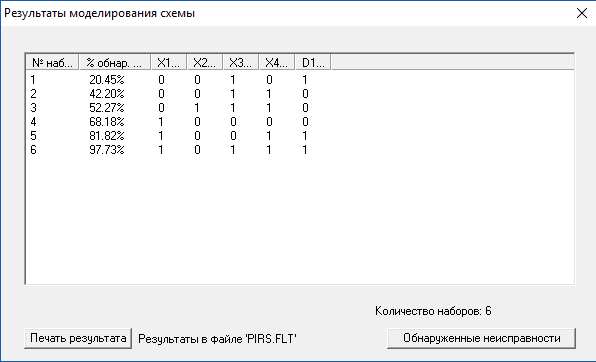 Результаты моделирования схемы
№ наб... % обнар. ... X1... X2... X3... X4... D1...
1 20.45% 0 0 1 0 1
2 42.20% 0 0 1 1 0
3 52.27% 0 1 1 1 0
4 68.18% 1 0 0 0 0
5 81.82% 1 0 0 1 1
6 97.73% 1 0 1 1 1
Количество наборов: 6
Печать результата Результаты в файле 'PIRS.FLT' Обнаруженные неисправности